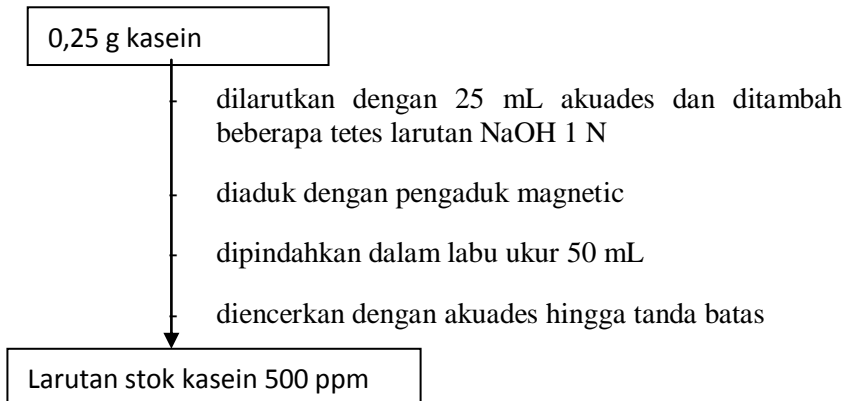 0,25 g kasein
- dilarutkan dengan 25 mL akuades dan ditambah
beberapa tetes larutan NaOH 1 N
- diaduk dengan pengaduk magnetic
- dipindahkan dalam labu ukur 50 mL
- diencerkan dengan akuades hingga tanda batas
Larutan stok kasein 500 ppm